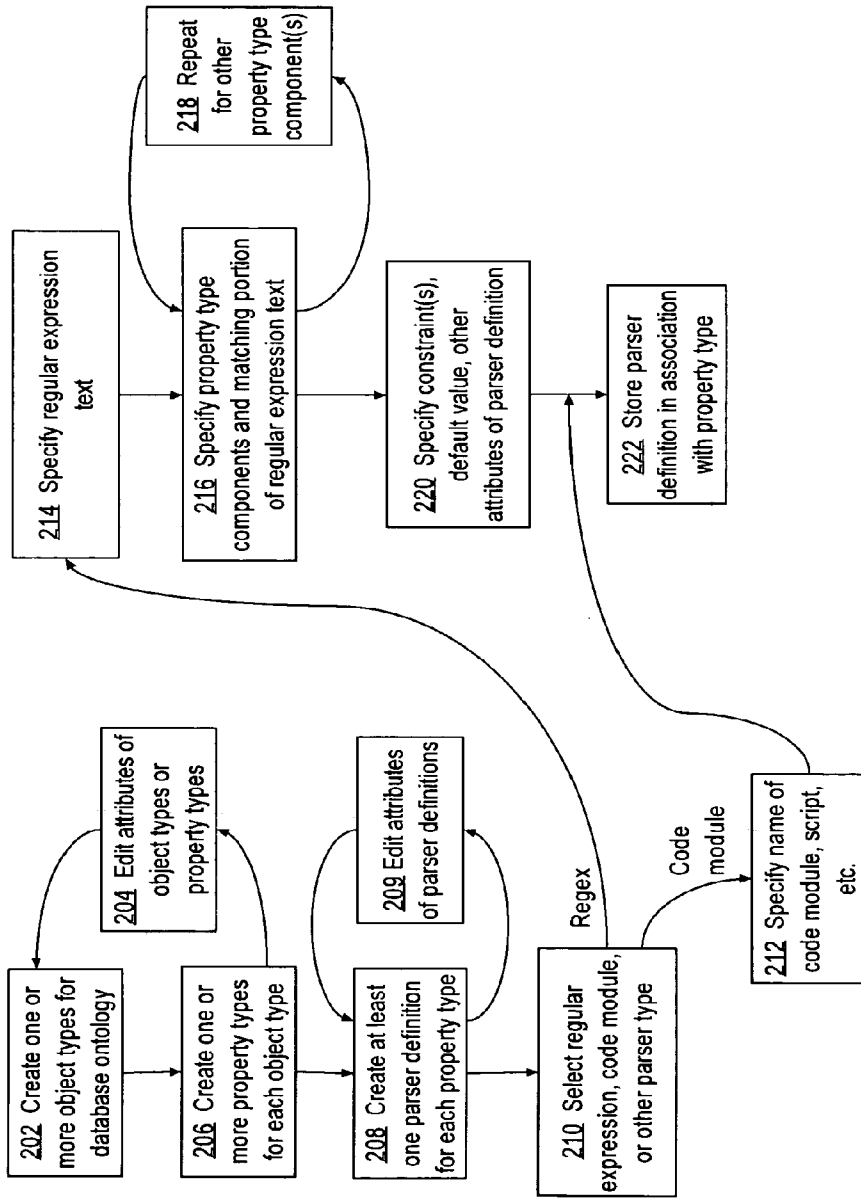 202 Create one or
more object types for
database ontology
204 Edit attributes of
object types or
property types
206 Create one or
more property types
for each object type
208 Create at least
one parser definition
for each property type
209 Edit attributes
of parser definitions
210 Select regular
expression, code module,
or other parser type
Regex
Code
module
212 Specify name of
code module, script,
etc.
214 Specify regular expression
text
216 Specify property type
components and matching portion
of regular expression text
218 Repeat
for other
property type
component(s)
220 Specify constraint(s),
default value, other
attributes of parser definition
222 Store parser
definition in association
with property type